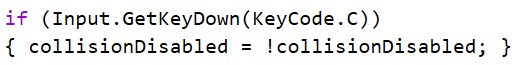 if (Input.GetKeyDown(KeyCode.C))
{ collisionDisabled = !collisionDisabled; }